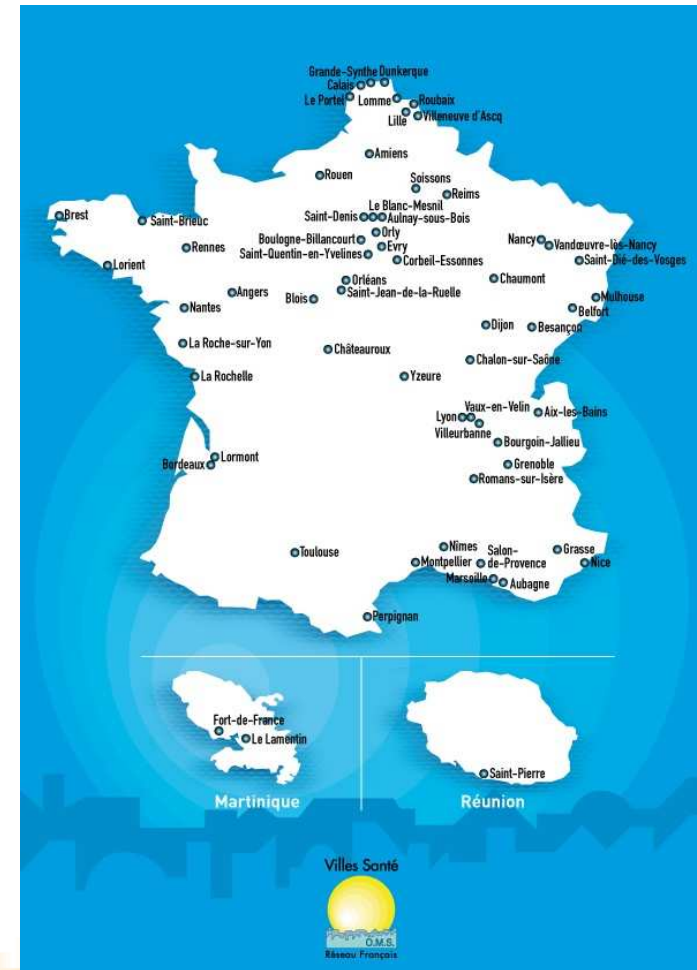 Grande-Synthe Dunkerque
Calais
Le Portel
Lomme
Roubaix
Lille
Villeneuve d'Ascq
Amiens
Rouen
Soissons
Reims
Le Blanc-Mesnil
Saint-Denis
Aulnay-sous-Bois
Brest
Saint-Brieuc
Orly
Boulogne-Billancourt
Nancy
Rennes
Evry
Vandœuvre-lès-Nancy
Saint-Quentin-en-Yvelines
Corbeil-Essonnes
Saint-Dié-des-Vosges
Lorient
Orléans
Chaumont
Angers
Saint-Jean-de-la-Ruelle
Blois
Mulhouse
Nantes
Belfort
Dijon
Besançon
La Roche-sur-Yon
Châteauroux
Chalon-sur-Saône
La Rochelle
Yzeure
Vaux-en-Velin
Aix-les-Bains
Lyon
Villeurbanne
Bourgoin-Jallieu
Lormont
Bordeaux
Grenoble
Romans-sur-Isère
Nîmes
Toulouse
Salon-
de-Provence
Grasse
Montpellier
Nice
Marseille
Aubagne
Perpignan
Fort-de-France
Le Lamentin
Saint-Pierre
Martinique
Réunion
Villes Santé
O.M.S.
Réseau Français